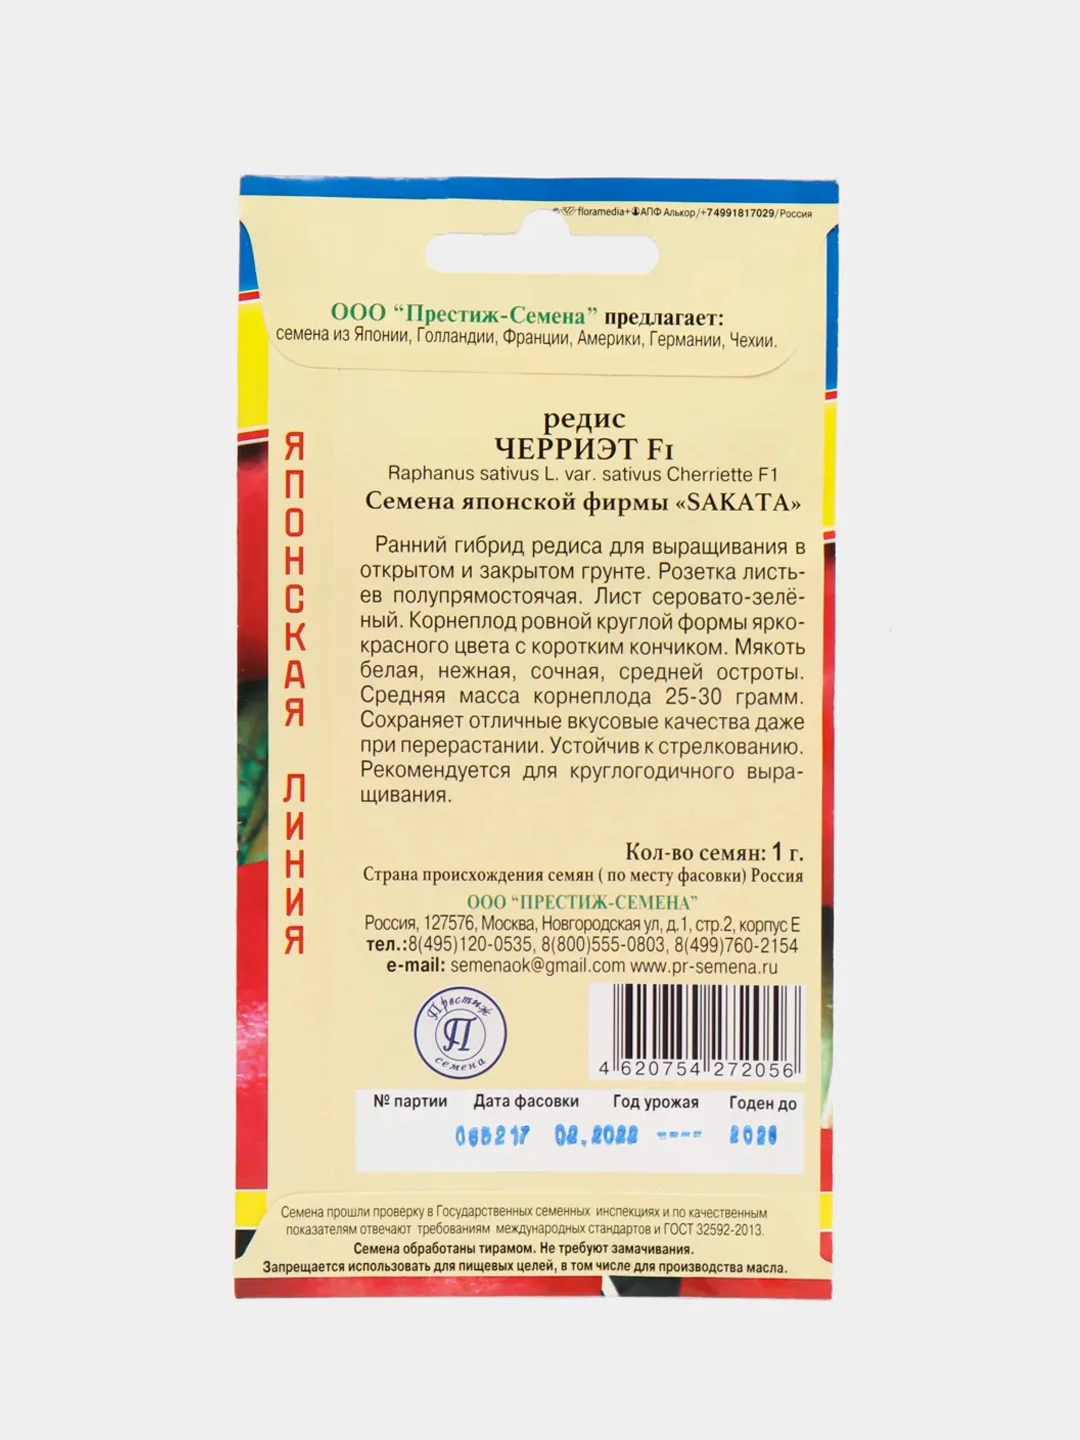 floramedia+АПФ Алькор/+74991817029/Россия
ООО “Престиж-Семена” предлагает:
семена из Японии, Голландии, Франции, Америки, Германии, Чехии.
ЯПОНСКАЯ ЛИНИЯ
редис
ЧЕРРИЭТ F1
Raphanus sativus L. var. sativus Cherriette F1
Семена японской фирмы «SAKATA»
Ранний гибрид редиса для выращивания в
открытом и закрытом грунте. Розетка листь-
ев полупрямостоячая. Лист серовато-зелё-
ный. Корнеплод ровной круглой формы ярко-
красного цвета с коротким кончиком. Мякоть
белая, нежная, сочная, средней остроты.
Средняя масса корнеплода 25-30 грамм.
Сохраняет отличные вкусовые качества даже
при перерастании. Устойчив к стрелкованию.
Рекомендуется для круглогодичного выра-
щивания.
Кол-во семян: 1 г.
Страна происхождения семян ( по месту фасовки) Россия
ООО “ПРЕСТИЖ-СЕМЕНА”
Россия, 127576, Москва, Новгородская ул, д.1, стр.2, корпус Е
тел.:8(495)120-0535, 8(800)555-0803, 8(499)760-2154
e-mail: semenaok@gmail.com www.pr-semena.ru
Престиж
П
семена
4 620754 272056
№ партии Дата фасовки Год урожая Годен до
065217 02.2022 ----
Семена прошли проверку в Государственных семенных инспекциях и по качественным
показателям отвечают требованиям международных стандартов и ГОСТ 32592-2013.
Семена обработаны тирамом. Не требуют замачивания.
Запрещается использовать для пищевых целей, в том числе для производства масла.